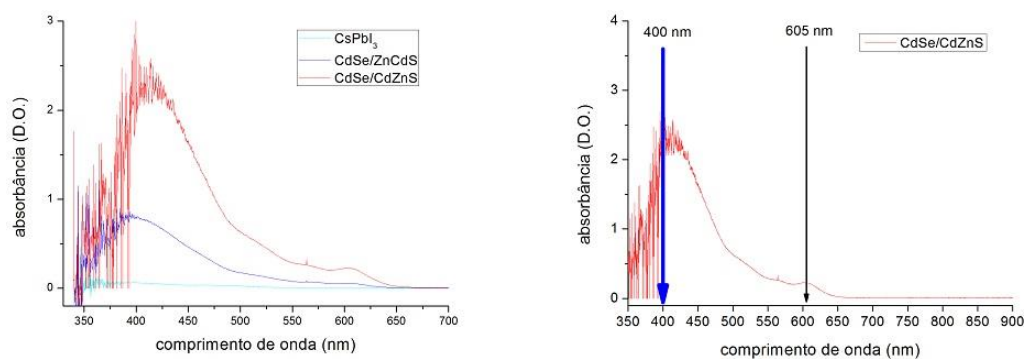 3
2
1
0
absorbância (D.O.)
CsPbI3
CdSe/ZnCdS
CdSe/CdZnS
350 400 450 500 550 600 650 700
comprimento de onda (nm)
4
3
2
1
0
absorbância (D.O.)
400 nm 605 nm
CdSe/CdZnS
350 400 450 500 550 600 650 700 750 800 850 900
comprimento de onda (nm)